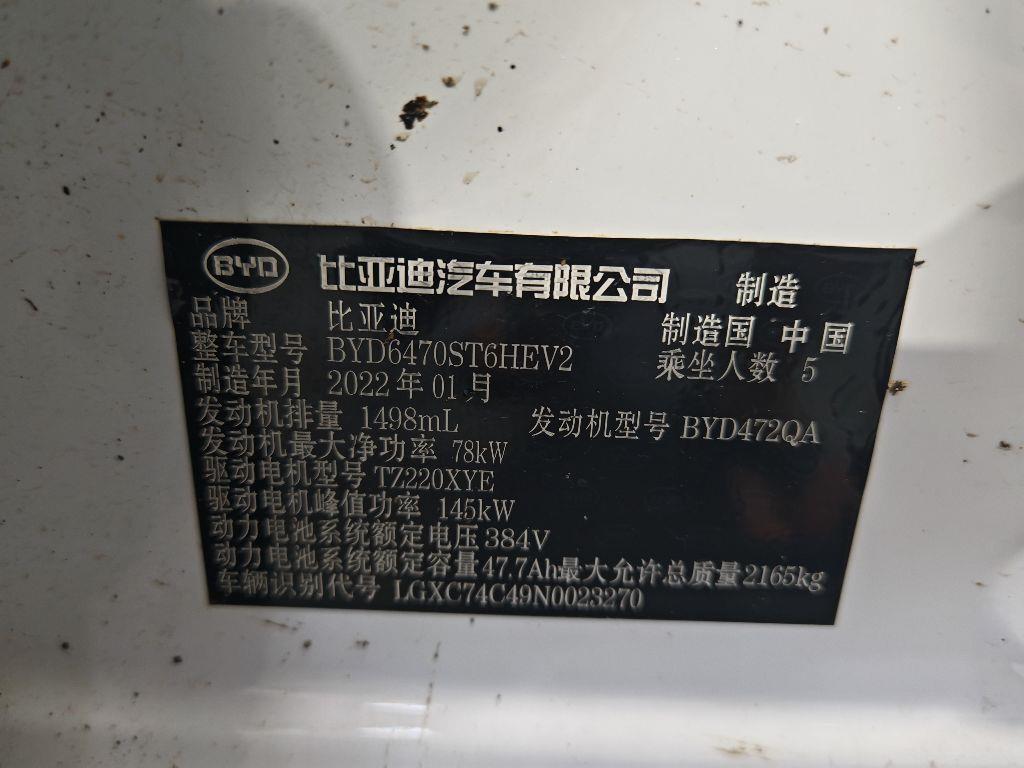 BYD 比亚迪汽车有限公司 制造
品牌 比亚迪 制造国 中国
整车型号 BYD6470ST6HEV2 乘坐人数 5
制造年月 2022年01月
发动机排量 1498mL 发动机型号 BYD472QA
发动机最大净功率 78kW
驱动电机型号 TZ220XYE
驱动电机峰值功率 145kW
动力电池系统额定电压 384V
动力电池系统额定容量 47.7Ah 最大允许总质量 2165kg
车辆识别代号 LGXC74C49N0023270